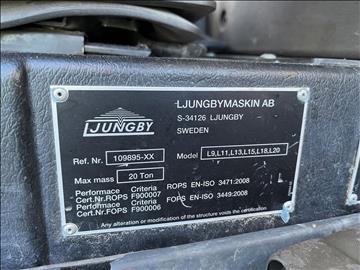 LJUNGBY
LJUNGBYMASKIN AB
S-34126 LJUNGBY
SWEDEN
Ref. Nr. 109895-XX Model L9,L11,L13,L15,L18,L20
Max mass 20 Ton
Performace Criteria
Cert.Nr.ROPS F900007 ROPS EN-ISO 3471:2008
Performace Criteria
Cert.Nr. FOPS F900006 FOPS EN-ISO 3449:2008
Any alteration or modification of the structure voids the certification